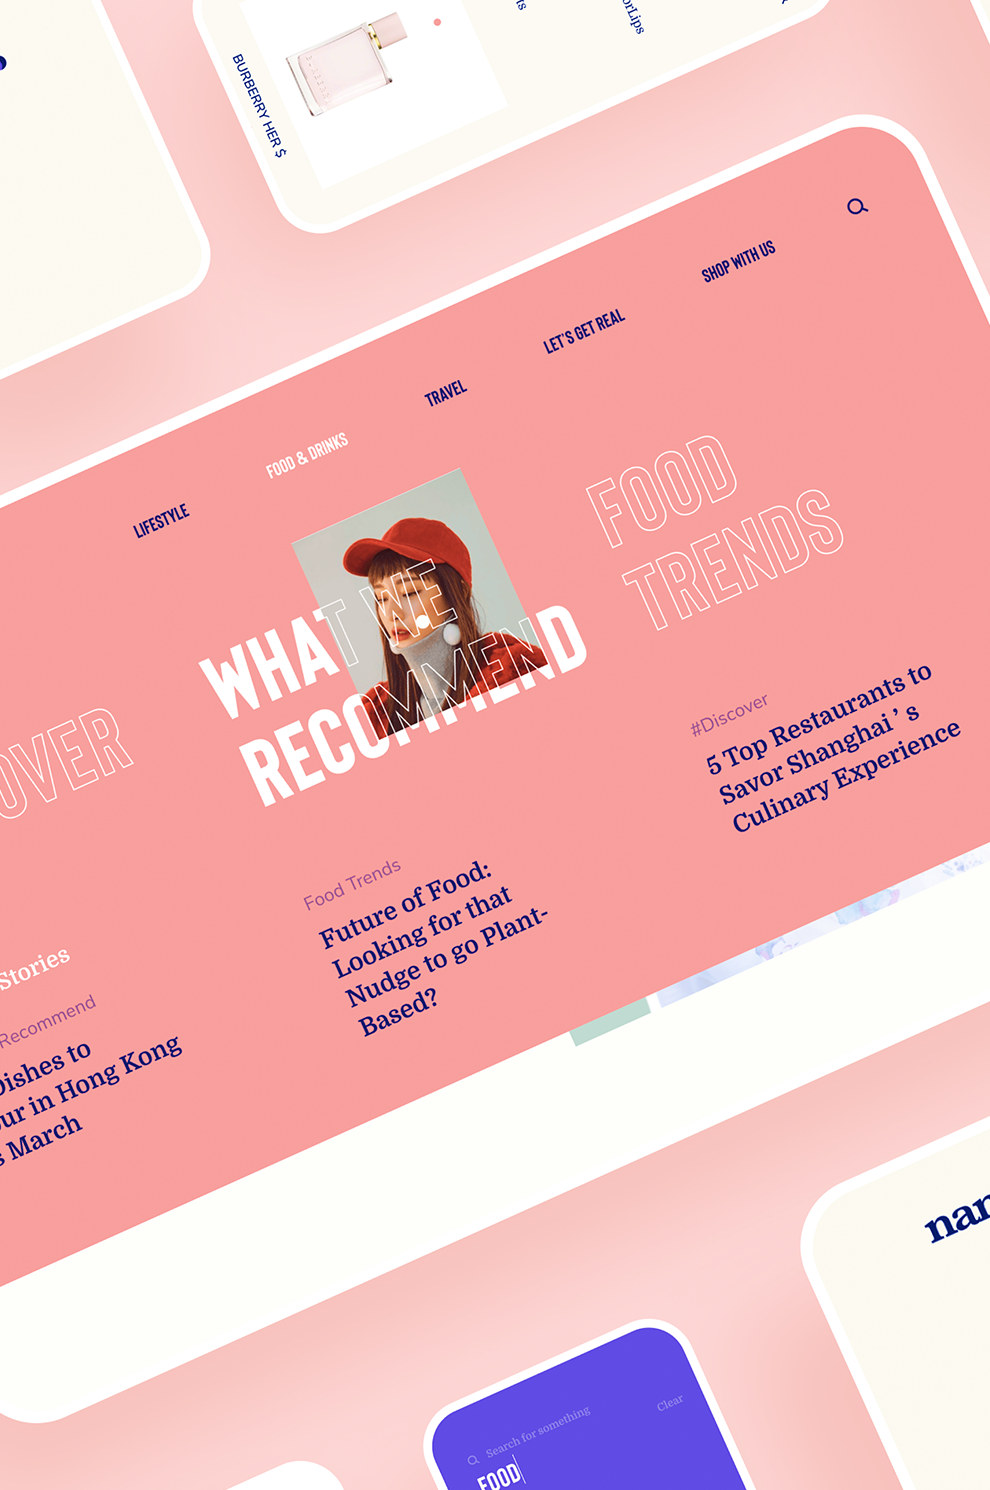 BURBERRY HER $
SHOP WITH US
LET'S GET REAL
TRAVEL
FOOD & DRINKS
LIFESTYLE
FOOD
TRENDS
WHAT WE
RECOMMEND
OVER
#Discover
5 Top Restaurants to
Savor Shanghai ’ s
Culinary Experience
Food Trends
Future of Food:
Looking for that
Nudge to go Plant-
Based?
Stories
Recommend
Dishes to
our in Hong Kong
s March
nar
Search for something
Clear
FOOD